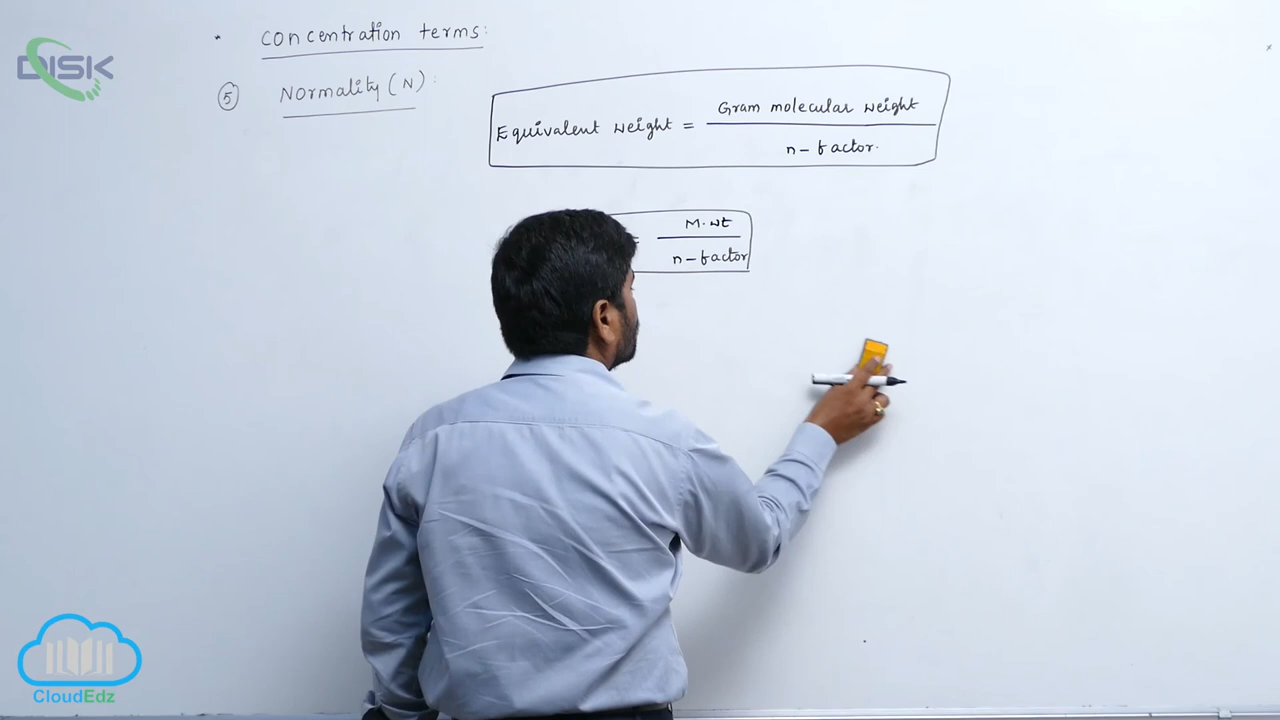 DISK
* Concentration terms:
5 Normality (N) :
Equivalent weight = Gram molecular weight
n-factor.
= M.wt
n-factor
CloudEdz